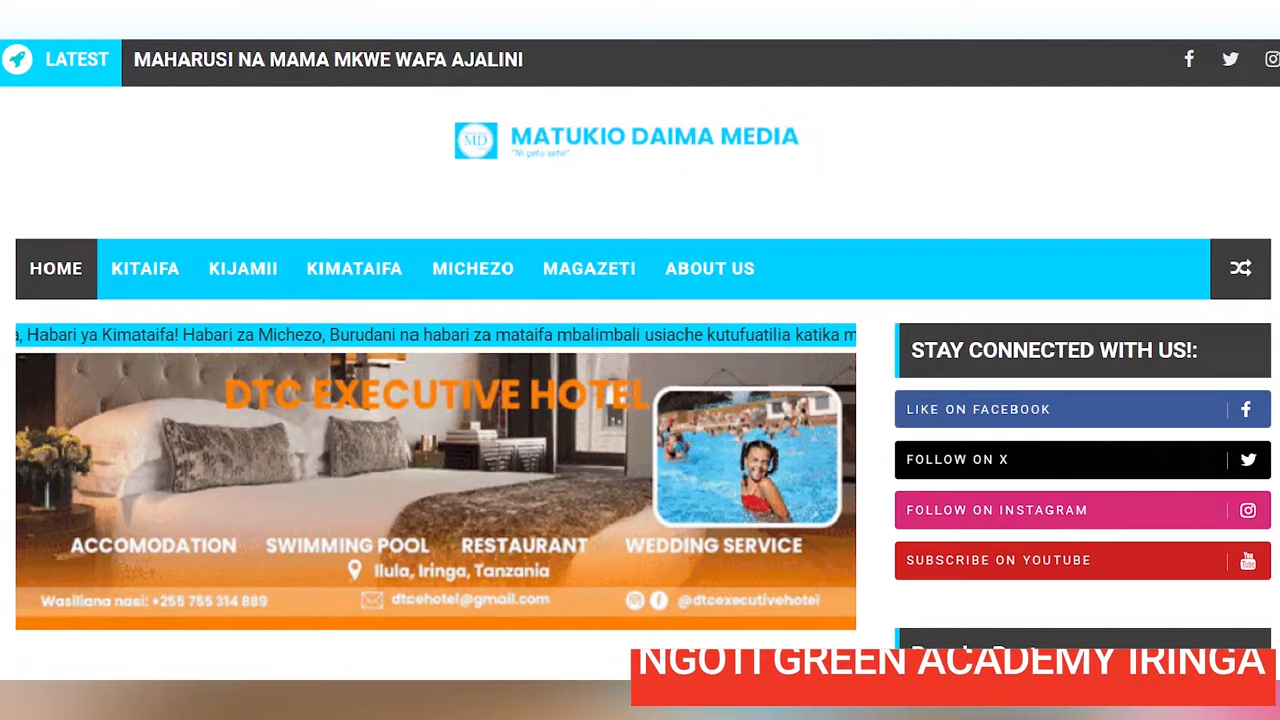 LATEST MAHARUSI NA MAMA MKWE WAFA AJALINI
MD MATUKIO DAIMA MEDIA
HOME KITAIFA KIJAMII KIMATAIFA MICHEZO MAGAZETI ABOUT US
a, Habari ya Kimataifa! Habari za Michezo, Burudani na habari za mataifa mbalimbali usiache kutufuatilia katika m
DTC EXECUTIVE HOTEL
ACCOMODATION SWIMMING POOL RESTAURANT WEDDING SERVICE
Ilula, Iringa, Tanzania
Wasiliana nasi: +255 755 314 889 dtcehotel@gmail.com @dtcexecutivehotel
STAY CONNECTED WITH US!:
LIKE ON FACEBOOK
FOLLOW ON X
FOLLOW ON INSTAGRAM
SUBSCRIBE ON YOUTUBE
NGOTI GREEN ACADEMY IRINGA